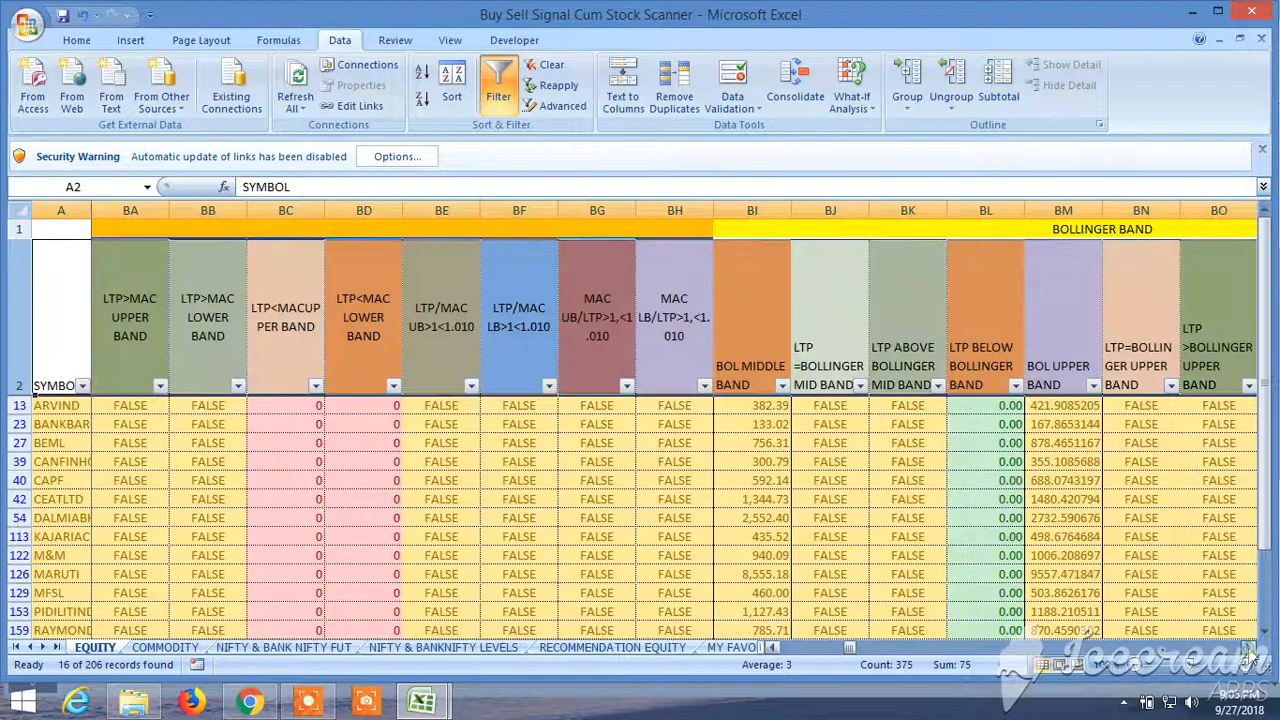 Buy Sell Signal Cum Stock Scanner - Microsoft Excel
Home Insert Page Layout Formulas Data Review View Developer
From Access
From Web
From Text
From Other Sources
Existing Connections
Get External Data
Refresh All
Connections
Properties
Edit Links
Connections
Sort
Filter
Clear
Reapply
Advanced
Sort & Filter
Text to Columns
Remove Duplicates
Data Validation
Consolidate
What-If Analysis
Data Tools
Group
Ungroup
Subtotal
Show Detail
Hide Detail
Outline
Security Warning Automatic update of links has been disabled Options...
A2 fx SYMBOL
A BA BB BC BD BE BF BG BH BI BJ BK BL BM BN BO
1 BOLLINGER BAND
2
SYMBO
LTP>MAC UPPER BAND
LTP>MAC LOWER BAND
LTP<MACUP PER BAND
LTP<MAC LOWER BAND
LTP/MAC UB>1<1.010
LTP/MAC LB>1<1.010
MAC UB/LTP>1,<1 .010
MAC LB/LTP>1,<1. 010
BOL MIDDLE BAND
LTP =BOLLINGER MID BAND
LTP ABOVE BOLLINGER MID BAND
LTP BELOW BOLLINGER BAND
BOL UPPER BAND
LTP=BOLLIN GER UPPER BAND
LTP >BOLLINGER UPPER BAND
13 ARVIND FALSE FALSE 0 0 FALSE FALSE FALSE FALSE 382.39 FALSE FALSE 0.00 421.9085205 FALSE FALSE
23 BANKBAR FALSE FALSE 0 0 FALSE FALSE FALSE FALSE 133.02 FALSE FALSE 0.00 167.8653144 FALSE FALSE
27 BEML FALSE FALSE 0 0 FALSE FALSE FALSE FALSE 756.31 FALSE FALSE 0.00 878.4651167 FALSE FALSE
39 CANFINHO FALSE FALSE 0 0 FALSE FALSE FALSE FALSE 300.79 FALSE FALSE 0.00 355.1085688 FALSE FALSE
40 CAPF FALSE FALSE 0 0 FALSE FALSE FALSE FALSE 592.14 FALSE FALSE 0.00 688.0743197 FALSE FALSE
42 CEATLTD FALSE FALSE 0 0 FALSE FALSE FALSE FALSE 1,344.73 FALSE FALSE 0.00 1480.420794 FALSE FALSE
54 DALMIABH FALSE FALSE 0 0 FALSE FALSE FALSE FALSE 2,552.40 FALSE FALSE 0.00 2732.590676 FALSE FALSE
113 KAJARIAC FALSE FALSE 0 0 FALSE FALSE FALSE FALSE 435.52 FALSE FALSE 0.00 498.6764684 FALSE FALSE
122 M&M FALSE FALSE 0 0 FALSE FALSE FALSE FALSE 940.09 FALSE FALSE 0.00 1006.208697 FALSE FALSE
126 MARUTI FALSE FALSE 0 0 FALSE FALSE FALSE FALSE 8,555.18 FALSE FALSE 0.00 9557.471847 FALSE FALSE
129 MFSL FALSE FALSE 0 0 FALSE FALSE FALSE FALSE 460.00 FALSE FALSE 0.00 503.8626176 FALSE FALSE
153 PIDILITIND FALSE FALSE 0 0 FALSE FALSE FALSE FALSE 1,127.43 FALSE FALSE 0.00 1188.210511 FALSE FALSE
159 RAYMOND FALSE FALSE 0 0 FALSE FALSE FALSE FALSE 785.71 FALSE FALSE 0.00 FALSE FALSE
EQUITY COMMODITY NIFTY & BANK NIFTY FUT NIFTY & BANKNIFTY LEVELS RECOMMENDATION EQUITY MY FAVO
Ready 16 of 206 records found Average: 3 Count: 375 Sum: 75
Icecream
APPS
9:03 PM
9/27/2018